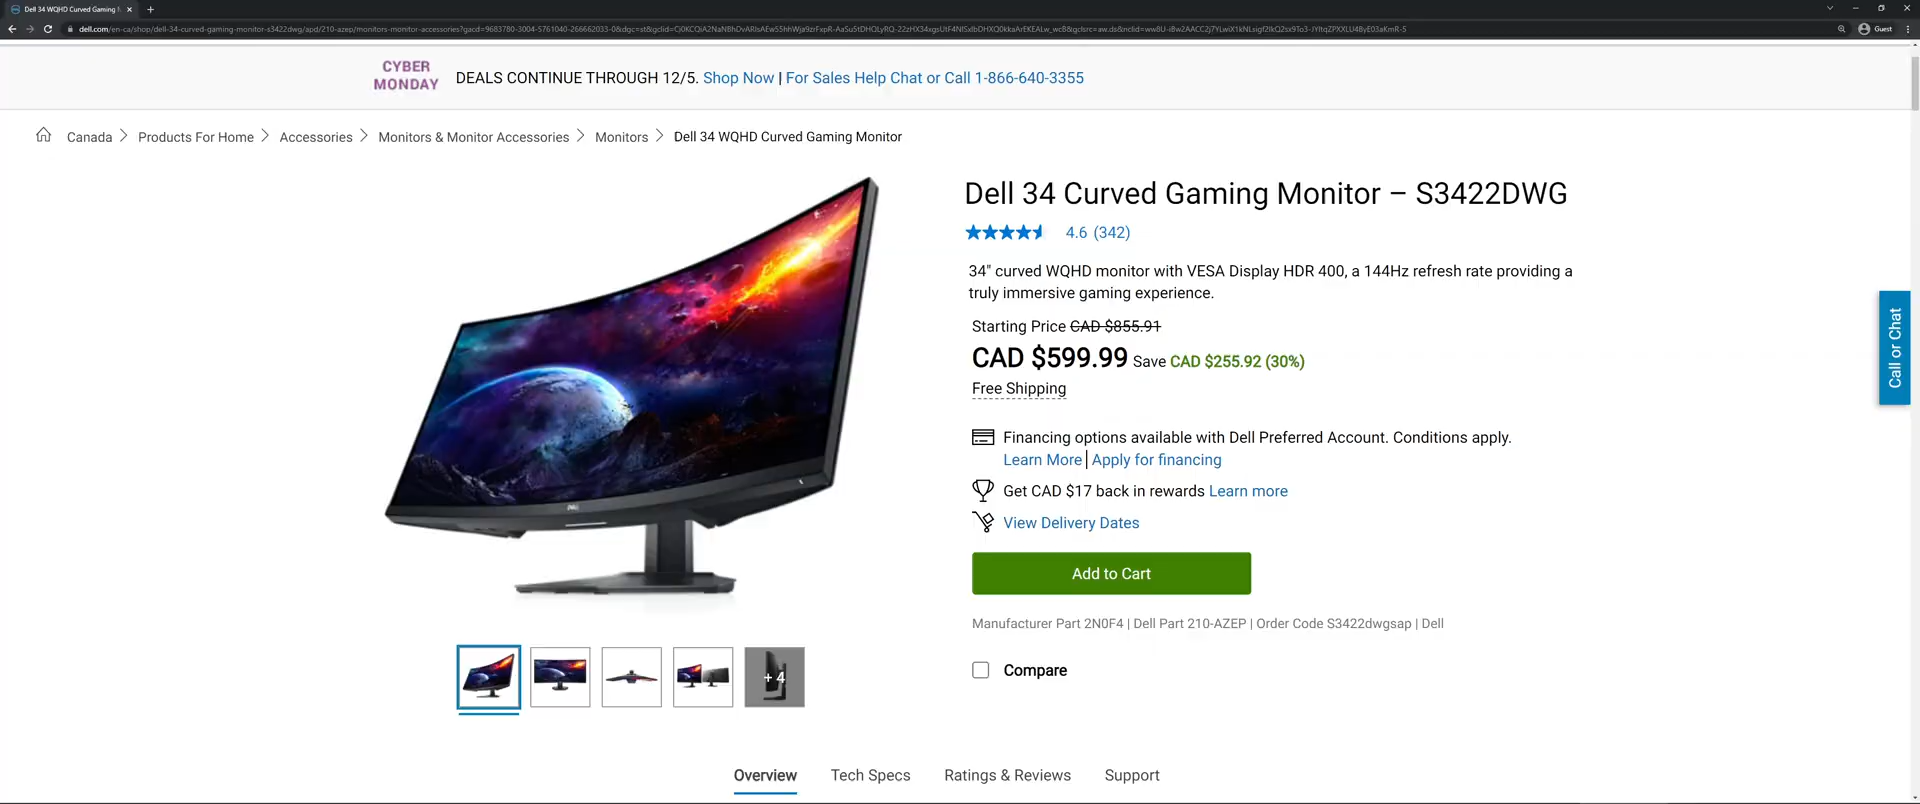 Dell 34 WQHD Curved Gaming M
Guest
CYBER MONDAY
DEALS CONTINUE THROUGH 12/5. Shop Now | For Sales Help Chat or Call 1-866-640-3355
Canada > Products For Home > Accessories > Monitors & Monitor Accessories > Monitors > Dell 34 WQHD Curved Gaming Monitor
Dell 34 Curved Gaming Monitor – S3422DWG
4.6 (342)
34" curved WQHD monitor with VESA Display HDR 400, a 144Hz refresh rate providing a
truly immersive gaming experience.
Starting Price CAD $855.91
CAD $599.99 Save CAD $255.92 (30%)
Free Shipping
Financing options available with Dell Preferred Account. Conditions apply.
Learn More | Apply for financing
Get CAD $17 back in rewards Learn more
View Delivery Dates
Add to Cart
Manufacturer Part 2N0F4 | Dell Part 210-AZEP | Order Code S3422dwgsap | Dell
Compare
+ 4
Call or Chat
Overview Tech Specs Ratings & Reviews Support